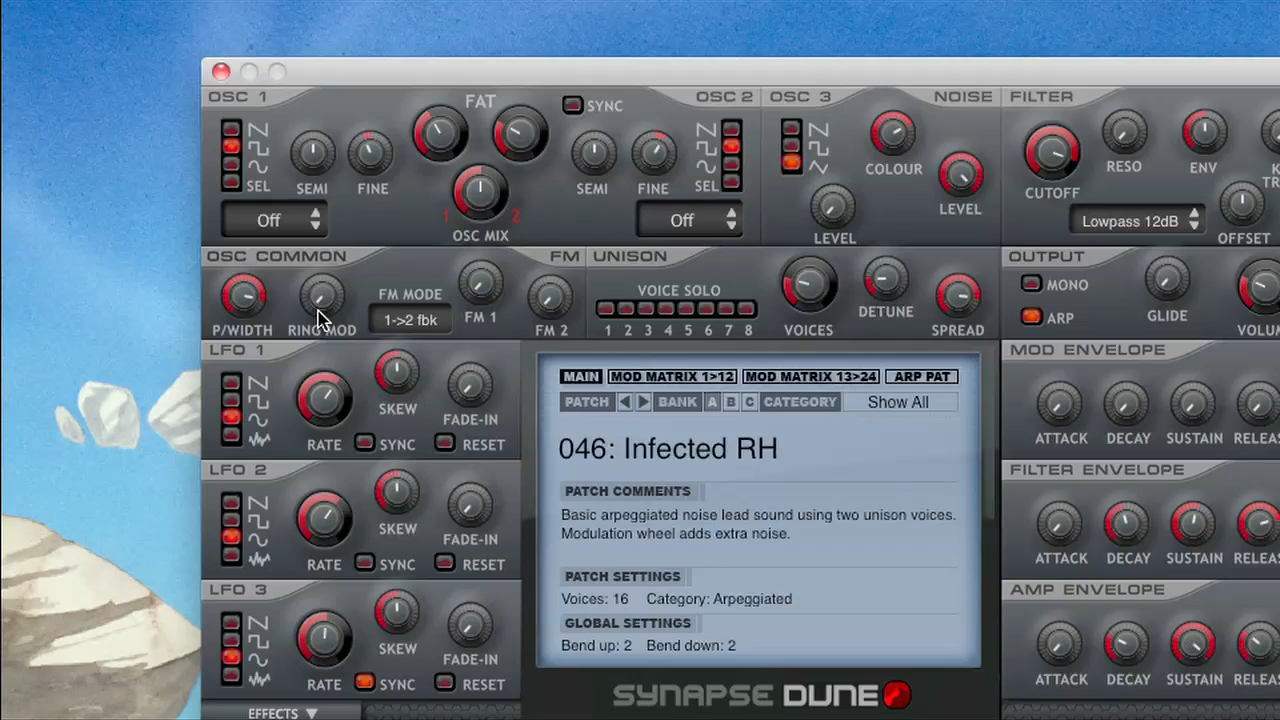 OSC 1
FAT
SYNC
OSC 2
OSC 3
NOISE
FILTER
SEL
SEMI
FINE
SEMI
FINE
SEL
COLOUR
LEVEL
RESO
ENV
CUTOFF
Off
1
2
OSC MIX
Off
LEVEL
Lowpass 12dB
OFFSET
OSC COMMON
FM
UNISON
OUTPUT
P/WIDTH
RING MOD
FM MODE
1->2 fbk
FM 1
FM 2
VOICE SOLO
1 2 3 4 5 6 7 8
VOICES
DETUNE
SPREAD
MONO
ARP
GLIDE
VOLUM
LFO 1
RATE
SKEW
SYNC
FADE-IN
RESET
MAIN MOD MATRIX 1>12 MOD MATRIX 13>24 ARP PAT
PATCH BANK A B C CATEGORY Show All
046: Infected RH
PATCH COMMENTS
Basic arpeggiated noise lead sound using two unison voices.
Modulation wheel adds extra noise.
PATCH SETTINGS
Voices: 16 Category: Arpeggiated
GLOBAL SETTINGS
Bend up: 2 Bend down: 2
MOD ENVELOPE
ATTACK DECAY SUSTAIN RELEAS
LFO 2
RATE
SKEW
SYNC
FADE-IN
RESET
FILTER ENVELOPE
ATTACK DECAY SUSTAIN RELEA
LFO 3
RATE
SKEW
SYNC
FADE-IN
RESET
AMP ENVELOPE
ATTACK DECAY SUSTAIN RELEA
EFFECTS
SYNAPSE DUNE